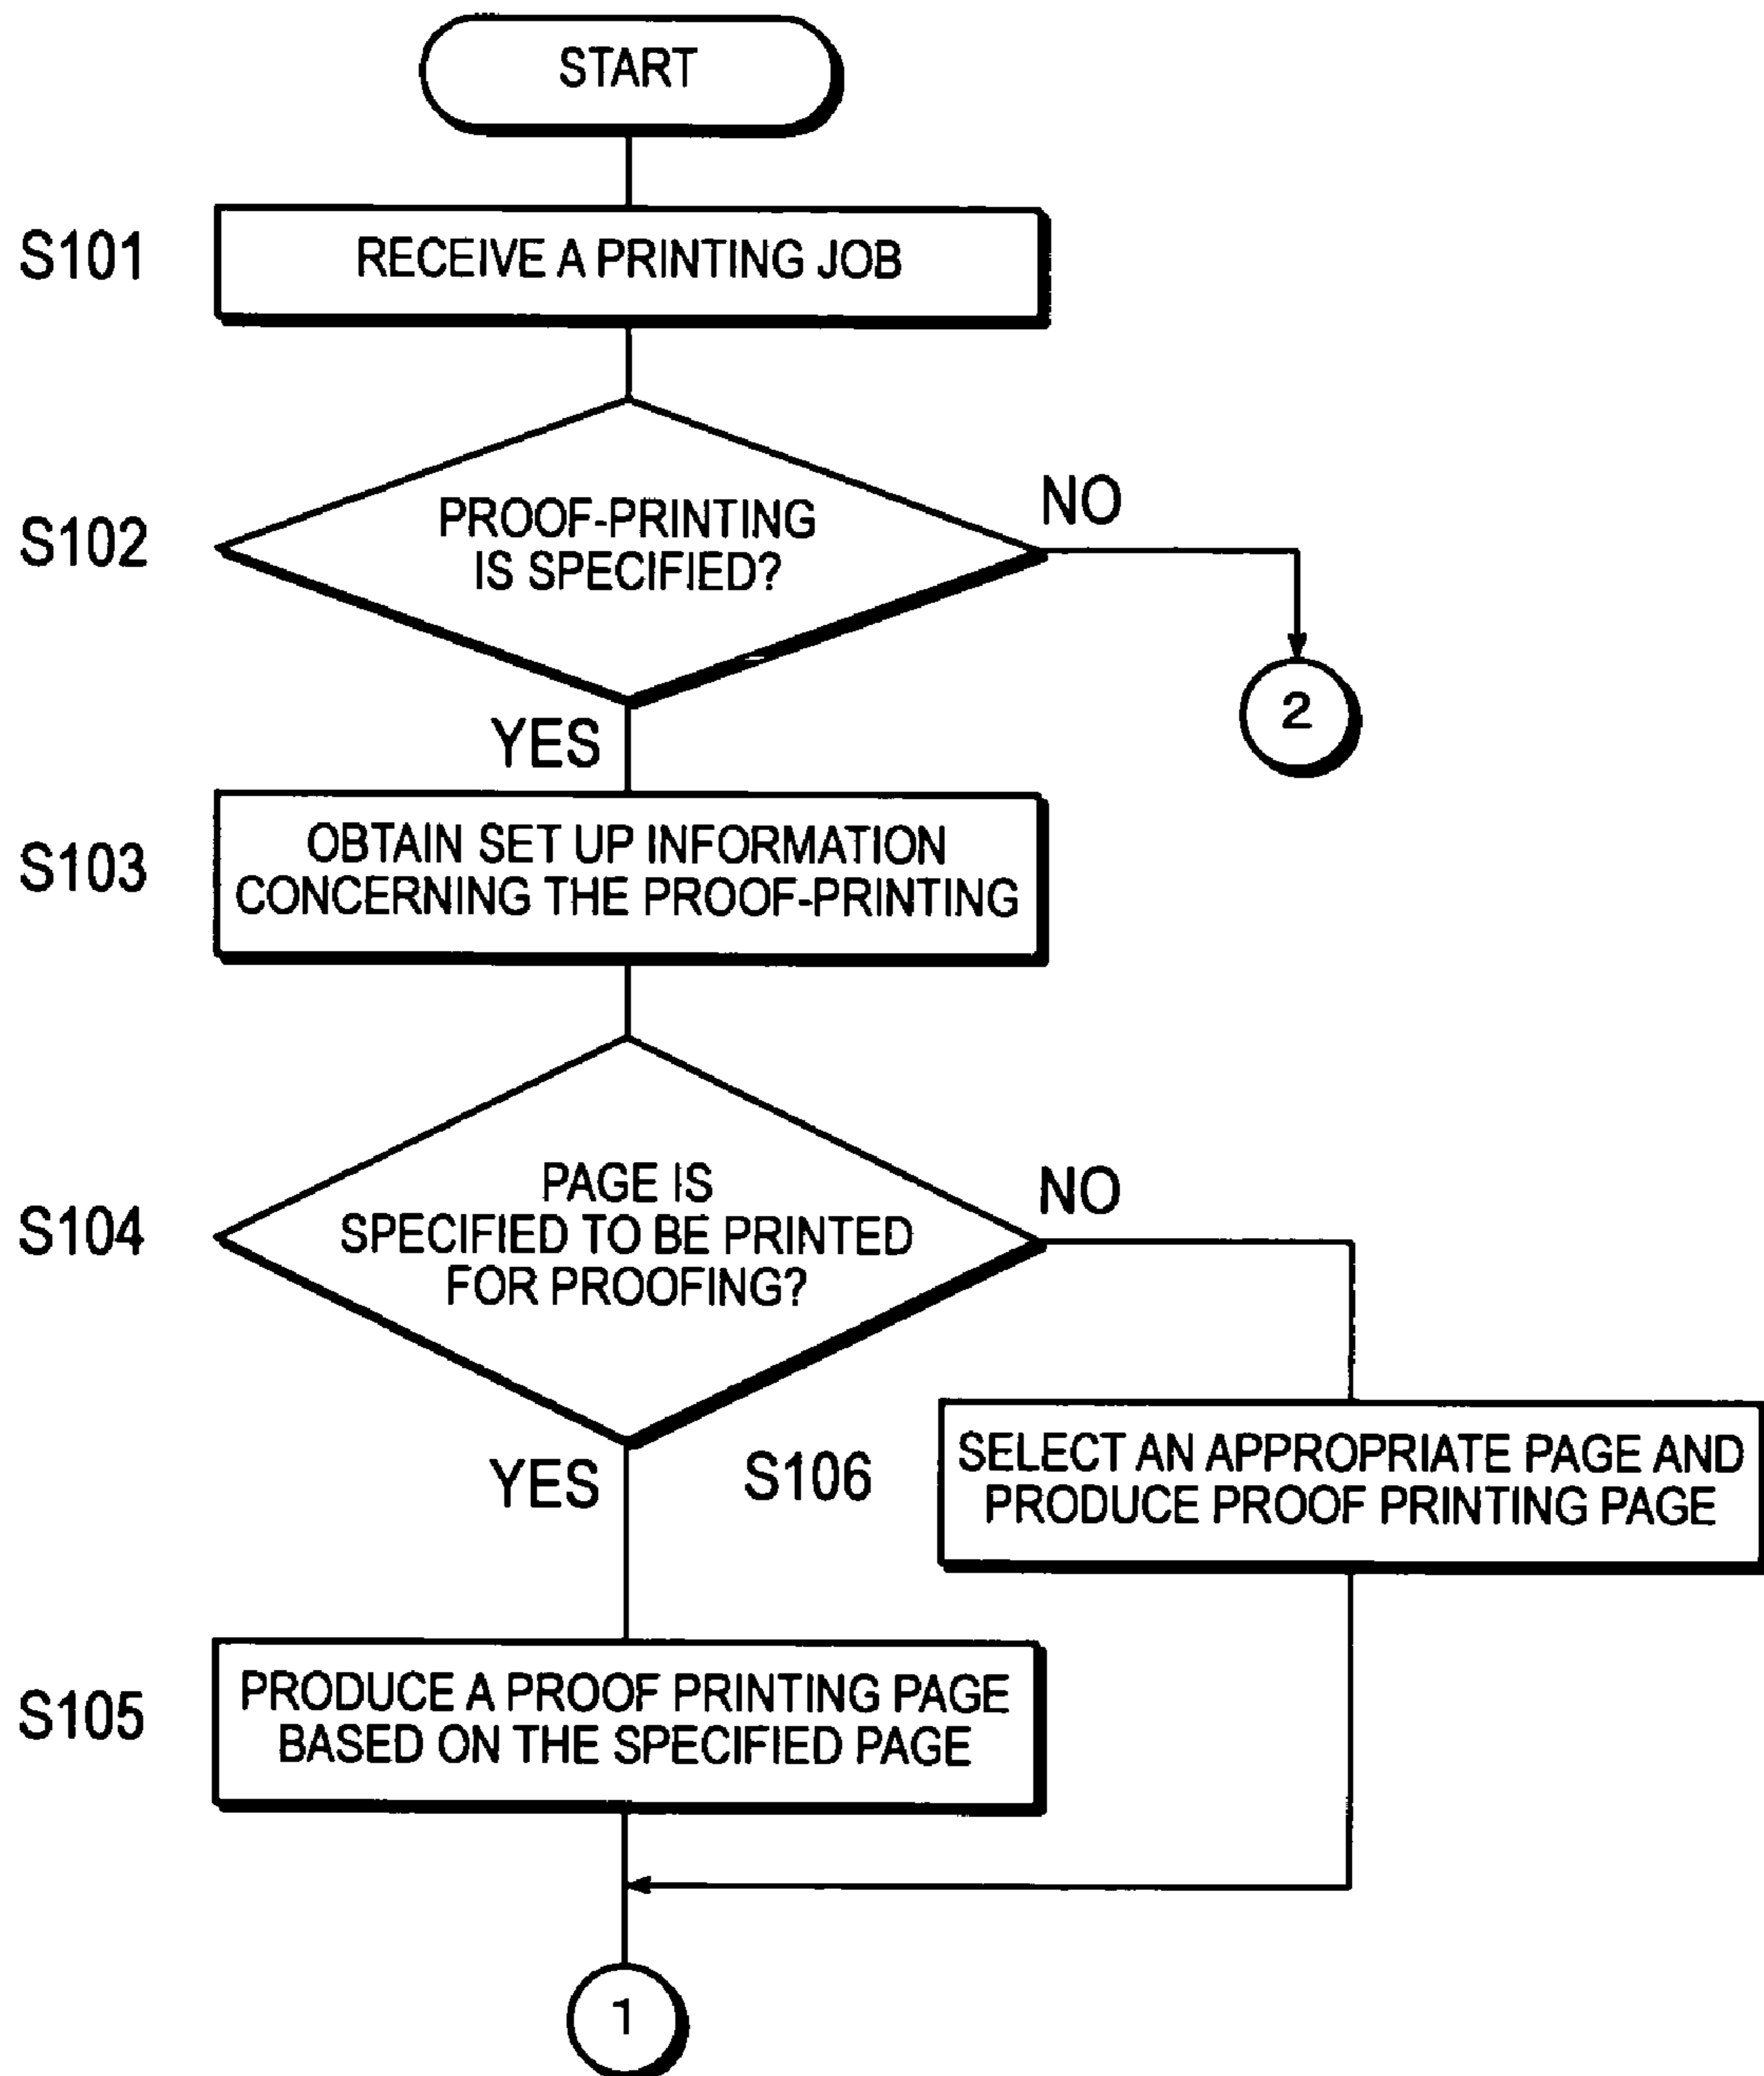 START
S101
RECEIVE A PRINTING JOB
S102
PROOF-PRINTING
IS SPECIFIED?
NO
2
YES
S103
OBTAIN SET UP INFORMATION
CONCERNING THE PROOF-PRINTING
S104
PAGE IS
SPECIFIED TO BE PRINTED
FOR PROOFING?
NO
YES
S106
SELECT AN APPROPRIATE PAGE AND
PRODUCE PROOF PRINTING PAGE
S105
PRODUCE A PROOF PRINTING PAGE
BASED ON THE SPECIFIED PAGE
1